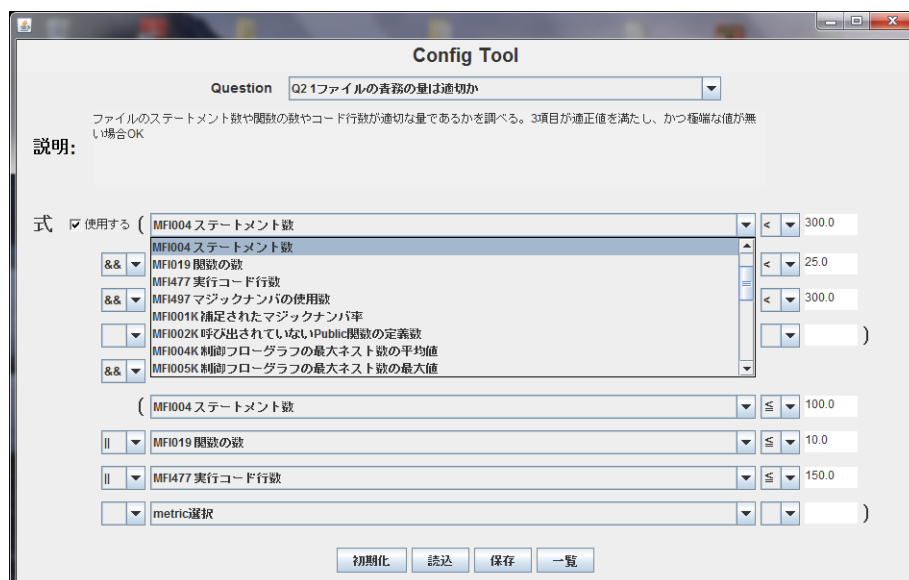 Config Tool
Question Q2 1ファイルの責務の量は適切か
ファイルのステートメント数や関数の数やコード行数が適切な量であるかを調べる。3項目が適正値を満たし、かつ極端な値が無
い場合OK
説明:
式 使用する ( MFI004 ステートメント数 < 300.0
MFI004 ステートメント数
&& MFI019 関数の数 < 25.0
MFI477 実行コード行数
&& MFI497 マジックナンバの使用数 < 300.0
MFI001K 補足されたマジックナンバ率
MFI002K 呼び出されていないPublic関数の定義数 )
MFI004K 制御フローグラフの最大ネスト数の平均値
&& MFI005K 制御フローグラフの最大ネスト数の最大値
( MFI004 ステートメント数 ≦ 100.0
|| MFI019 関数の数 ≦ 10.0
|| MFI477 実行コード行数 ≦ 150.0
metric選択 )
初期化 読込 保存 一覧